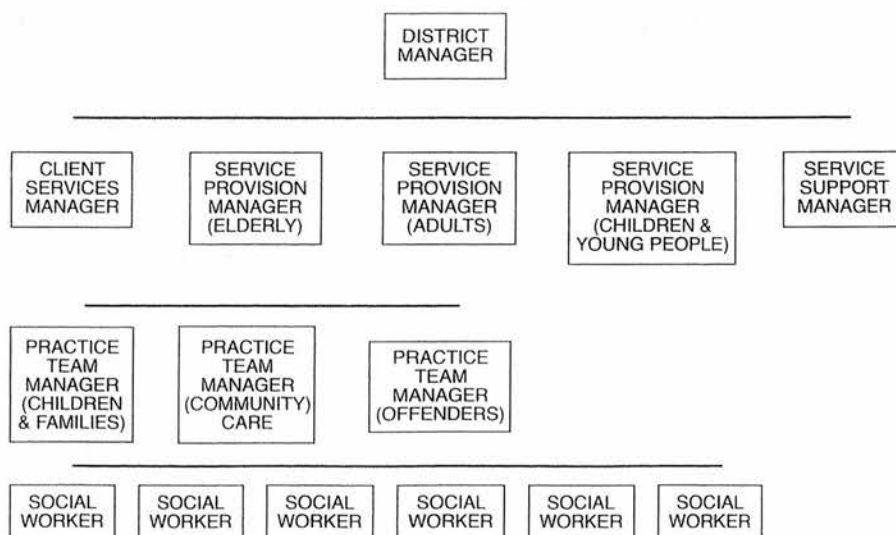 DISTRICT
MANAGER
CLIENT
SERVICES
MANAGER
SERVICE
PROVISION
MANAGER
(ELDERLY)
SERVICE
PROVISION
MANAGER
(ADULTS)
SERVICE
PROVISION
MANAGER
(CHILDREN &
YOUNG PEOPLE)
SERVICE
SUPPORT
MANAGER
PRACTICE
TEAM
MANAGER
(CHILDREN
& FAMILIES)
PRACTICE
TEAM
MANAGER
(COMMUNITY)
CARE
PRACTICE
TEAM
MANAGER
(OFFENDERS)
SOCIAL
WORKER
SOCIAL
WORKER
SOCIAL
WORKER
SOCIAL
WORKER
SOCIAL
WORKER
SOCIAL
WORKER